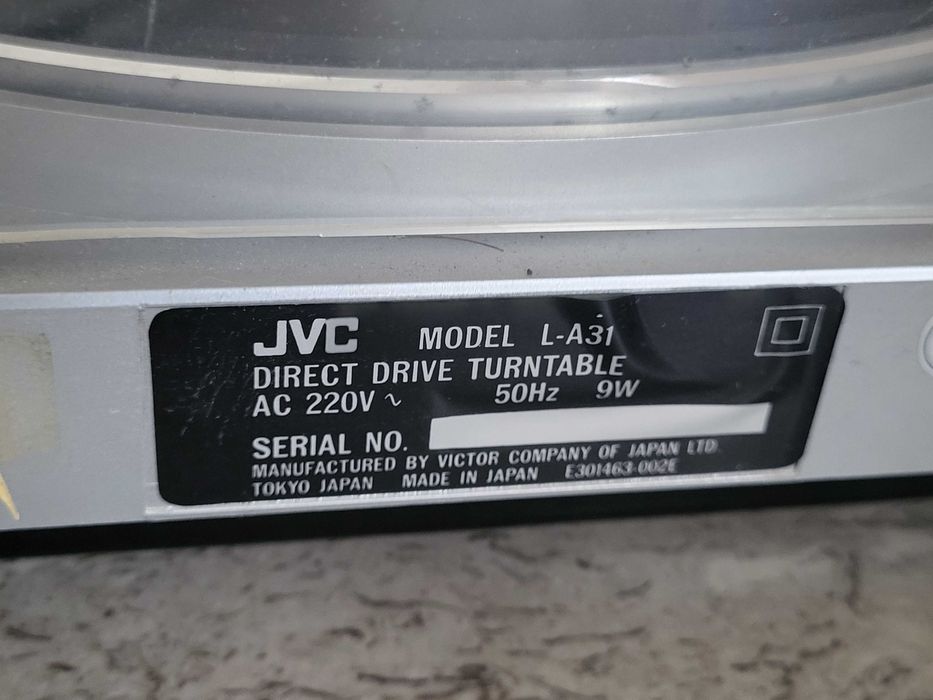 JVC MODEL L-A31
DIRECT DRIVE TURNTABLE
AC 220V ~ 50Hz 9W
SERIAL NO.
MANUFACTURED BY VICTOR COMPANY OF JAPAN LTD.
TOKYO JAPAN MADE IN JAPAN E301463-002E